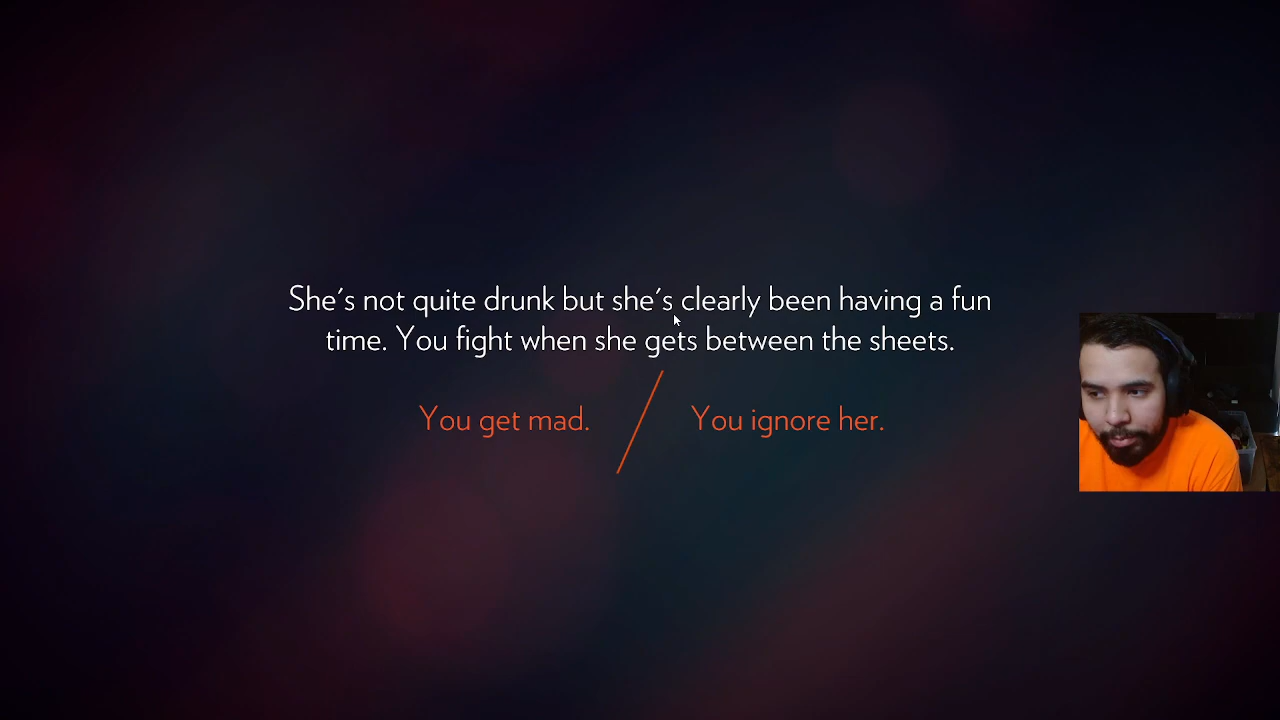 She's not quite drunk but she's clearly been having a fun
time. You fight when she gets between the sheets.
You get mad.
You ignore her.